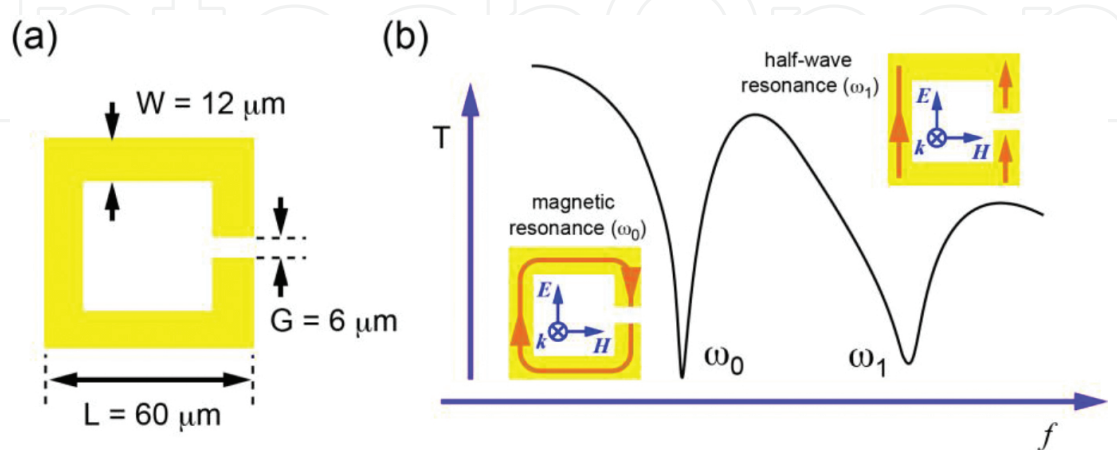 (a)
W = 12 μm
G = 6 μm
L = 60 μm
(b)
T
half-wave
resonance (ω1)
E
k
H
magnetic
resonance (ω0)
E
k
H
ω0
ω1
f